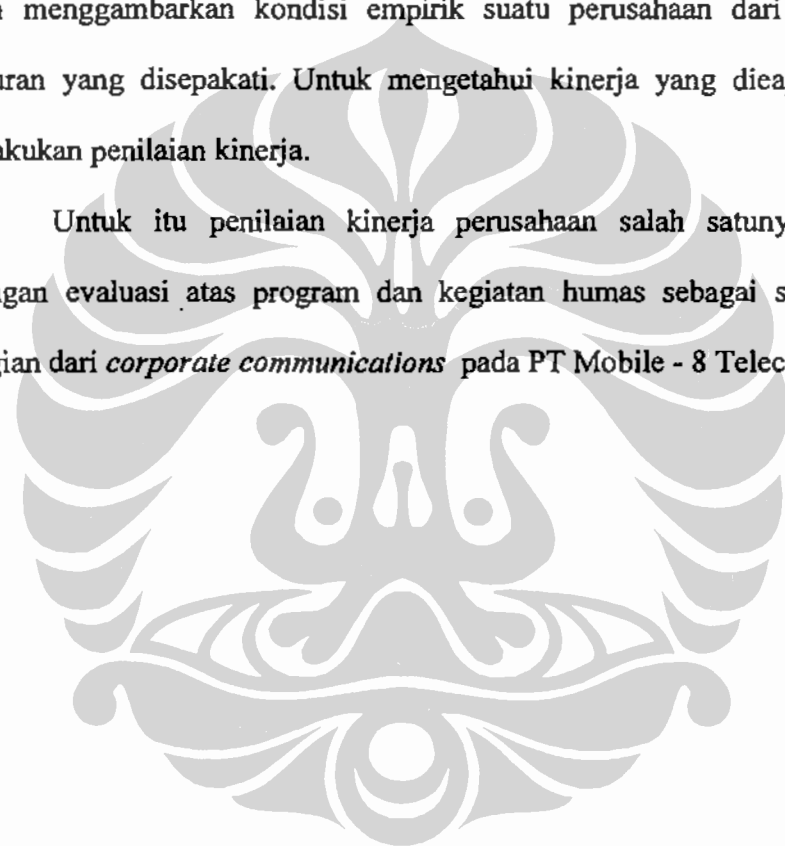 menggambarkan kondisi empirik suatu perusahaan dari
uran yang disepakati. Untuk mengetahui kinerja yang diea
akukan penilaian kinerja.
Untuk itu penilaian kinerja perusahaan salah satuny
ngan evaluasi atas program dan kegiatan humas sebagai s
gian dari corporate communications pada PT Mobile - 8 Telec